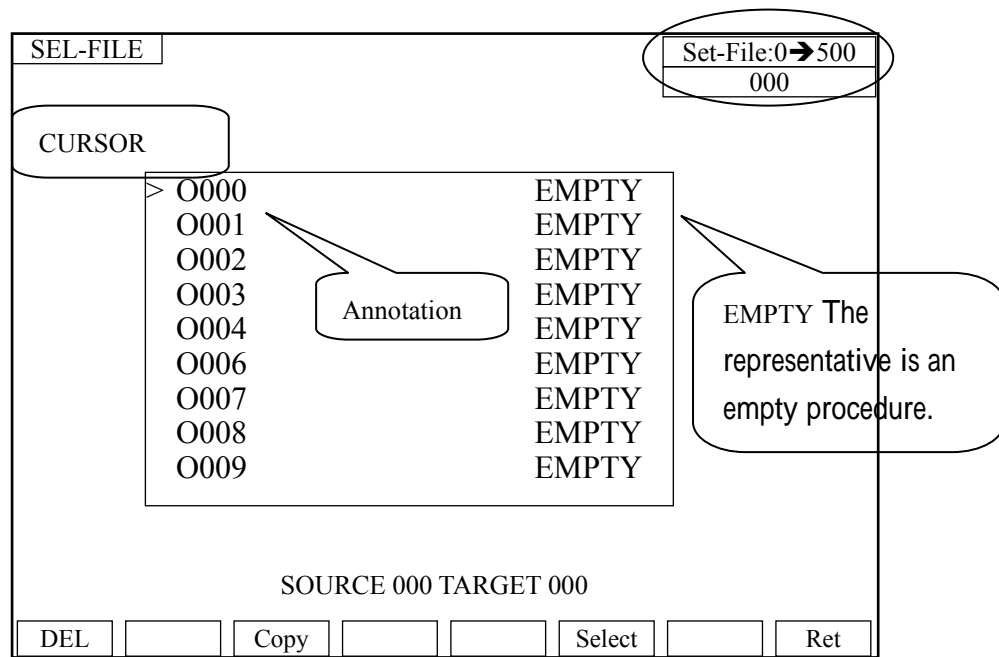 SEL-FILE
Set-File:0➔500
000
CURSOR
> O000 EMPTY
O001 EMPTY
O002 EMPTY
O003 EMPTY
O004 EMPTY
O006 EMPTY
O007 EMPTY
O008 EMPTY
O009 EMPTY
Annotation
EMPTY The
representative is an
empty procedure.
SOURCE 000 TARGET 000
DEL Copy Select Ret